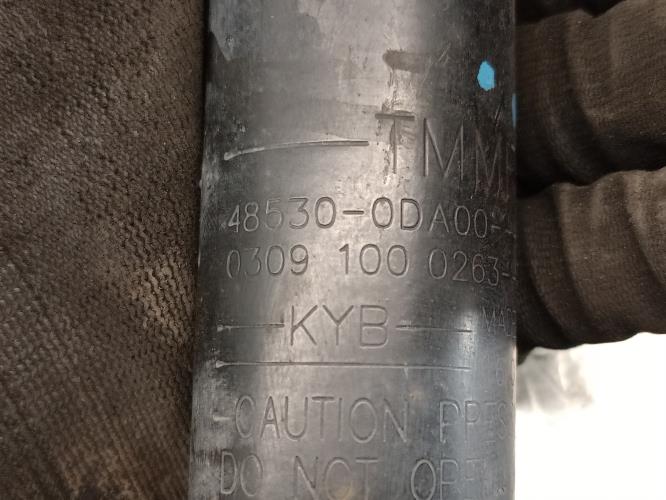 TMM
48530-0DA00-
0309 100 0263-
KYB
CAUTION
DO NOT